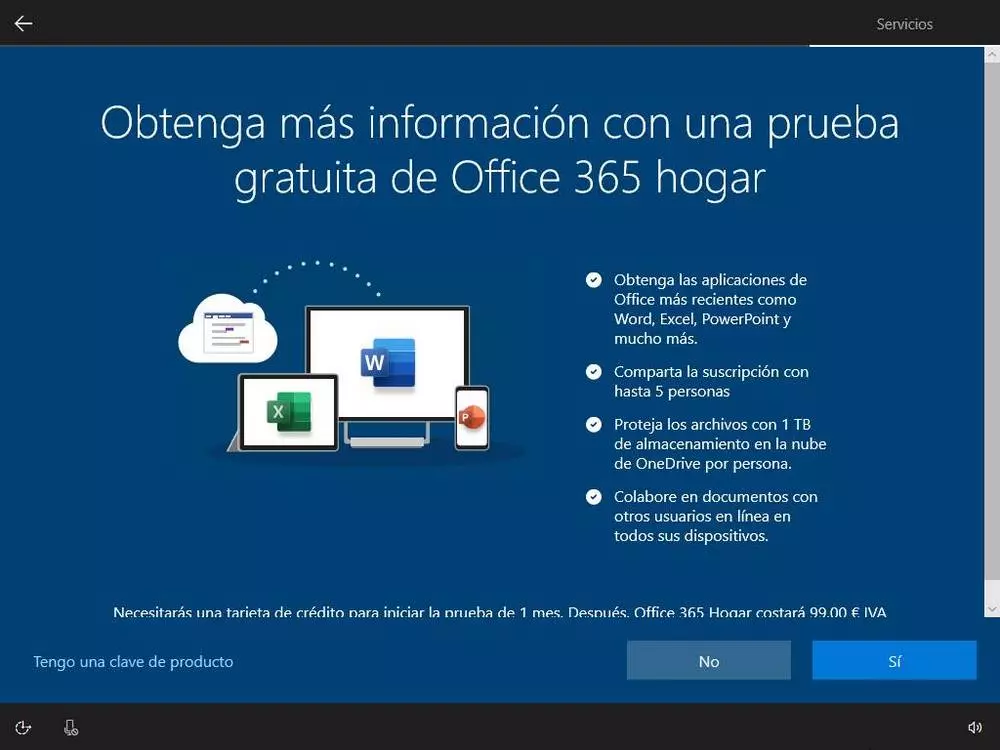 Servicios
Obtenga más información con una prueba
gratuita de Office 365 hogar
Obtenga las aplicaciones de
Office más recientes como
Word, Excel, PowerPoint y
mucho más.
Comparta la suscripción con
hasta 5 personas
Proteja los archivos con 1 TB
de almacenamiento en la nube
de OneDrive por persona.
Colabore en documentos con
otros usuarios en línea en
todos sus dispositivos.
W
X
P
Necesitarás una tarjeta de crédito para iniciar la prueba de 1 mes. Después, Office 365 Hogar costará 99,00 € IVA
Tengo una clave de producto
No
Sí